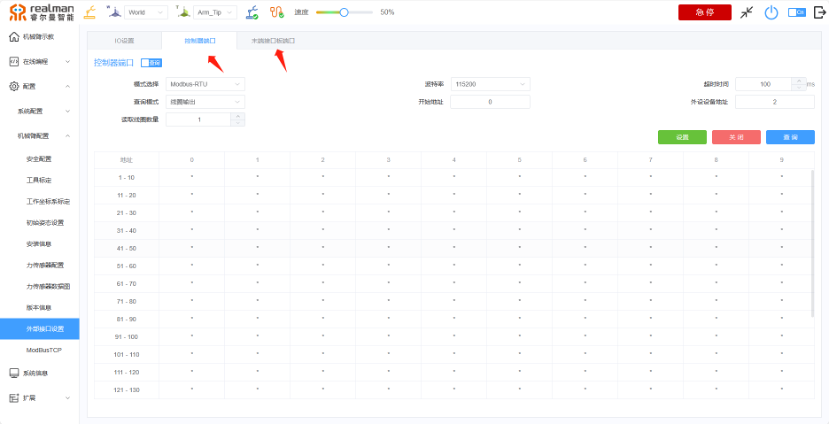 realman
睿尔曼智能
World
Arm_Tip
速度
50%
急停
On
机械臂示教
在线编程
配置
系统配置
机械臂配置
安全配置
工具标定
工作坐标系标定
初始姿态设置
安装信息
力传感器配置
力传感器数据图
版本信息
外部接口设置
ModBusTCP
系统信息
扩展
IO设置
控制器端口
末端接口板端口
控制器端口
模式选择 Modbus-RTU 波特率 115200 超时时间 100 ms
查询模式 线圈输出 开始地址 0 外设设备地址 2
读取线圈数量 1
设置 关闭 查询
地址 0 1 2 3 4 5 6 7 8 9
1 - 10 * * * * * * * * * *
11 - 20 * * * * * * * * * *
21 - 30 * * * * * * * * * *
31 - 40 * * * * * * * * * *
41 - 50 * * * * * * * * * *
51 - 60 * * * * * * * * * *
61 - 70 * * * * * * * * * *
71 - 80 * * * * * * * * * *
81 - 90 * * * * * * * * * *
91 - 100 * * * * * * * * * *
101 - 110 * * * * * * * * * *
111 - 120 * * * * * * * * * *
121 - 130 * * * * * * * * * *